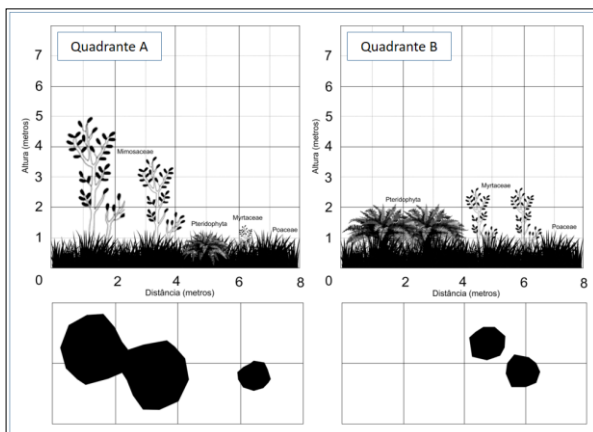 Quadrante A
Altura (metros)
7
6
5
4
3
2
1
0
Mimosaceae
Pteridophyta
Myrtaceae
Poaceae
2
4
6
8
Distância (metros)
Quadrante B
Altura (metros)
7
6
5
4
3
2
1
0
Pteridophyta
Myrtaceae
Poaceae
2
4
6
8
Distância (metros)